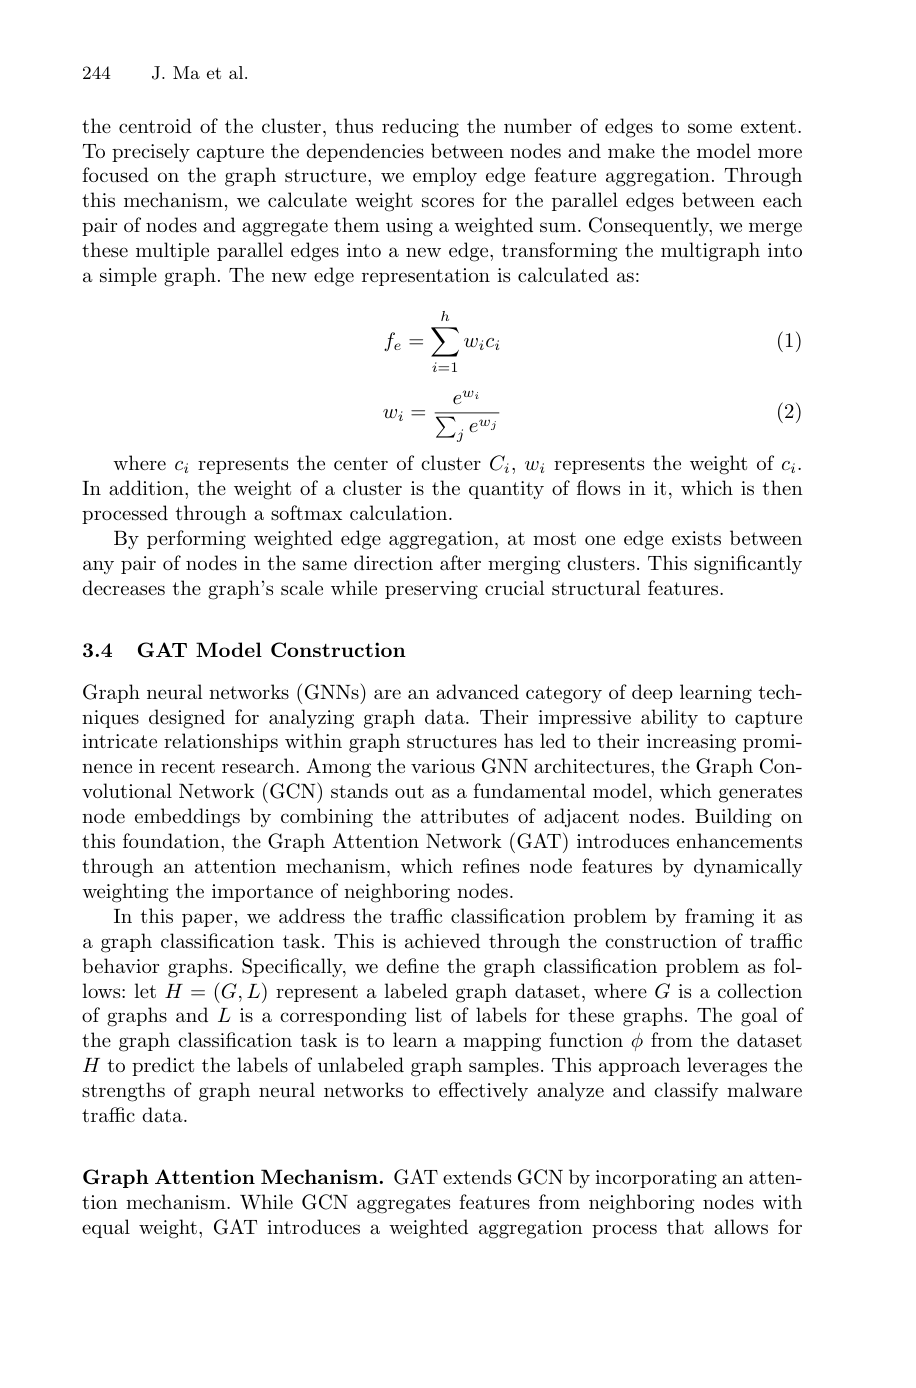 244 J. Ma et al.
the centroid of the cluster, thus reducing the number of edges to some extent.
To precisely capture the dependencies between nodes and make the model more
focused on the graph structure, we employ edge feature aggregation. Through
this mechanism, we calculate weight scores for the parallel edges between each
pair of nodes and aggregate them using a weighted sum. Consequently, we merge
these multiple parallel edges into a new edge, transforming the multigraph into
a simple graph. The new edge representation is calculated as:
f_e = \sum_{i=1}^{h} w_i c_i (1)
w_i = \frac{e^{w_i}}{\sum_j e^{w_j}} (2)
where c_i represents the center of cluster C_i, w_i represents the weight of c_i.
In addition, the weight of a cluster is the quantity of flows in it, which is then
processed through a softmax calculation.
By performing weighted edge aggregation, at most one edge exists between
any pair of nodes in the same direction after merging clusters. This significantly
decreases the graph's scale while preserving crucial structural features.
3.4 GAT Model Construction
Graph neural networks (GNNs) are an advanced category of deep learning tech-
niques designed for analyzing graph data. Their impressive ability to capture
intricate relationships within graph structures has led to their increasing promi-
nence in recent research. Among the various GNN architectures, the Graph Con-
volutional Network (GCN) stands out as a fundamental model, which generates
node embeddings by combining the attributes of adjacent nodes. Building on
this foundation, the Graph Attention Network (GAT) introduces enhancements
through an attention mechanism, which refines node features by dynamically
weighting the importance of neighboring nodes.
In this paper, we address the traffic classification problem by framing it as
a graph classification task. This is achieved through the construction of traffic
behavior graphs. Specifically, we define the graph classification problem as fol-
lows: let H = (G, L) represent a labeled graph dataset, where G is a collection
of graphs and L is a corresponding list of labels for these graphs. The goal of
the graph classification task is to learn a mapping function ϕ from the dataset
H to predict the labels of unlabeled graph samples. This approach leverages the
strengths of graph neural networks to effectively analyze and classify malware
traffic data.
Graph Attention Mechanism. GAT extends GCN by incorporating an atten-
tion mechanism. While GCN aggregates features from neighboring nodes with
equal weight, GAT introduces a weighted aggregation process that allows for